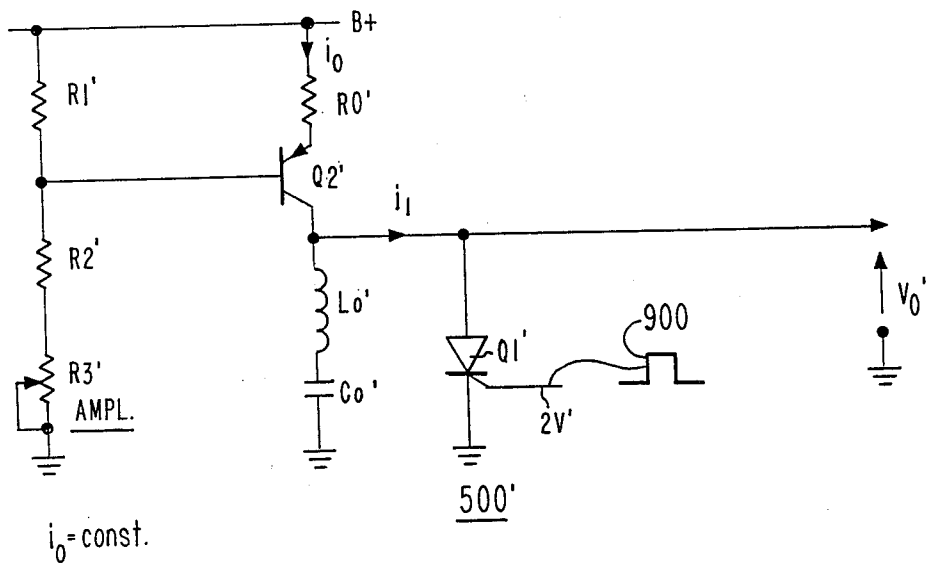 B+
i0
R1'
R0'
Q2'
i1
R2'
Lo'
900
V0'
Q1'
R3'
Co'
AMPL.
2V'
500'
i0=const.